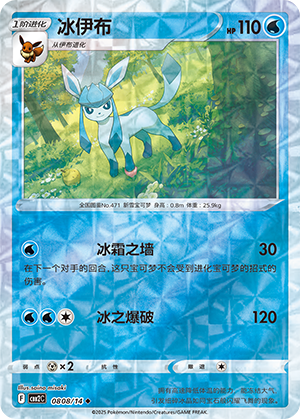 1阶进化
冰伊布
HP 110
从伊布进化
全国图鉴No.471 新雪宝可梦 身高：0.8m 体重：25.9kg
冰霜之墙 30
在下一个对手的回合，这只宝可梦不会受到进化宝可梦的招式的
伤害。
冰之爆破 120
弱点 ×2 抗性 撤退
Illus. saino misaki
F CSX2C 0808/14
©2025 Pokémon/Nintendo/Creatures/GAME FREAK